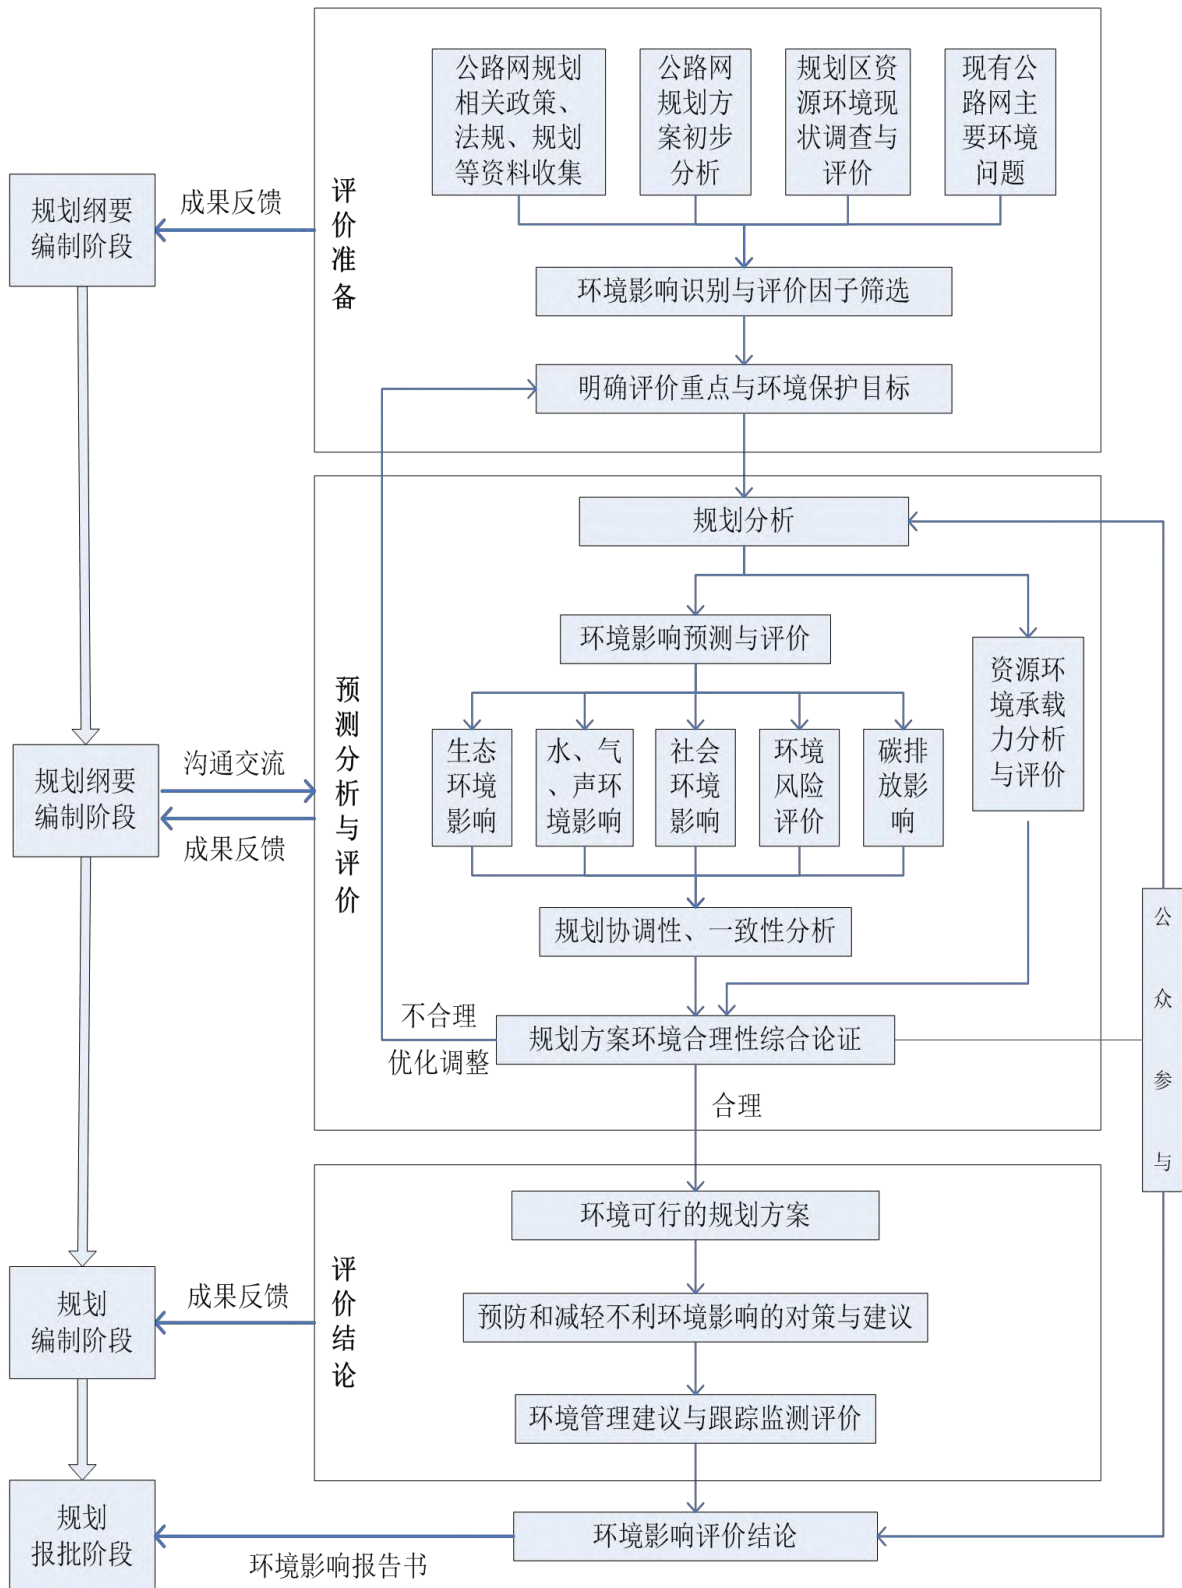 公路网规划
相关政策、
法规、规划
等资料收集
公路网
规划方
案初步
分析
规划区资
源环境现
状调查与
评价
现有公
路网主
要环境
问题
规划纲要
编制阶段
成果反馈
评
价
准
备
环境影响识别与评价因子筛选
明确评价重点与环境保护目标
规划分析
环境影响预测与评价
资源环
境承载
力分析
与评价
预
测
分
析
与
评
价
生态
环境
影响
水、气
、声环
境影响
社会
环境
影响
环境
风险
评价
碳排
放影
响
规划纲要
编制阶段
沟通交流
成果反馈
规划协调性、一致性分析
不合理
优化调整
规划方案环境合理性综合论证
合理
公
众
参
与
环境可行的规划方案
评
价
结
论
规划
编制阶段
成果反馈
预防和减轻不利环境影响的对策与建议
环境管理建议与跟踪监测评价
规划
报批阶段
环境影响评价结论
环境影响报告书